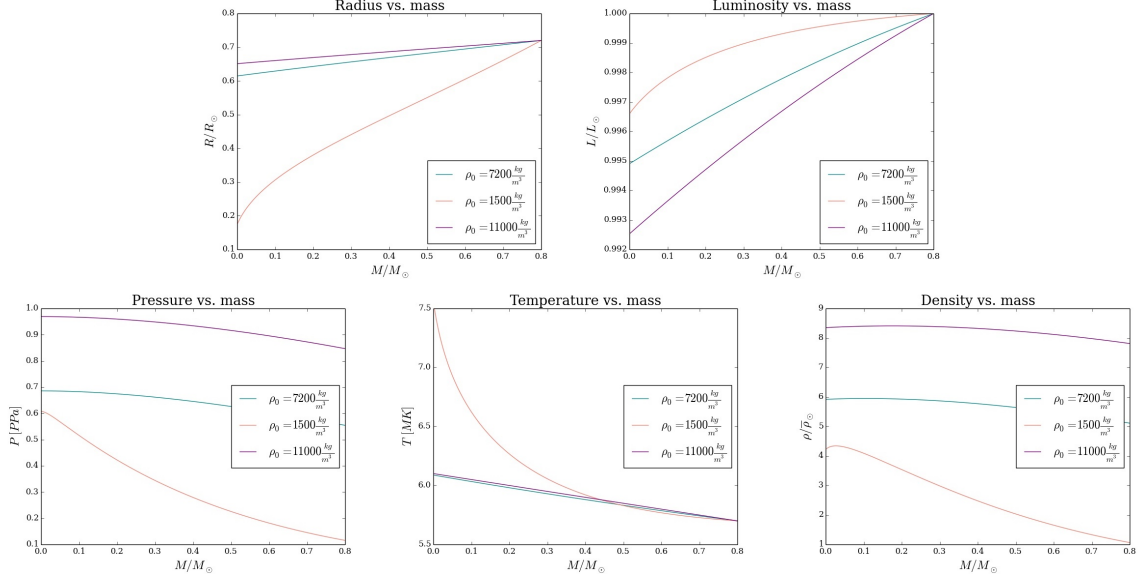 Radius vs. mass
0.8
0.7
0.6
0.5
0.4
0.3
0.2
0.1
R/R☉
0.0 0.1 0.2 0.3 0.4 0.5 0.6 0.7 0.8
M/M☉
ρ₀ = 7200 kg/m³
ρ₀ = 1500 kg/m³
ρ₀ = 11000 kg/m³
Luminosity vs. mass
1.000
0.999
0.998
0.997
0.996
0.995
0.994
0.993
0.992
L/L☉
0.0 0.1 0.2 0.3 0.4 0.5 0.6 0.7 0.8
M/M☉
ρ₀ = 7200 kg/m³
ρ₀ = 1500 kg/m³
ρ₀ = 11000 kg/m³
Pressure vs. mass
1.0
0.9
0.8
0.7
0.6
0.5
0.4
0.3
0.2
0.1
P [PPa]
0.0 0.1 0.2 0.3 0.4 0.5 0.6 0.7 0.8
M/M☉
ρ₀ = 7200 kg/m³
ρ₀ = 1500 kg/m³
ρ₀ = 11000 kg/m³
Temperature vs. mass
7.5
7.0
6.5
6.0
5.5
T [MK]
0.0 0.1 0.2 0.3 0.4 0.5 0.6 0.7 0.8
M/M☉
ρ₀ = 7200 kg/m³
ρ₀ = 1500 kg/m³
ρ₀ = 11000 kg/m³
Density vs. mass
9
8
7
6
5
4
3
2
1
ρ/ρ̅☉
0.0 0.1 0.2 0.3 0.4 0.5 0.6 0.7 0.8
M/M☉
ρ₀ = 7200 kg/m³
ρ₀ = 1500 kg/m³
ρ₀ = 11000 kg/m³